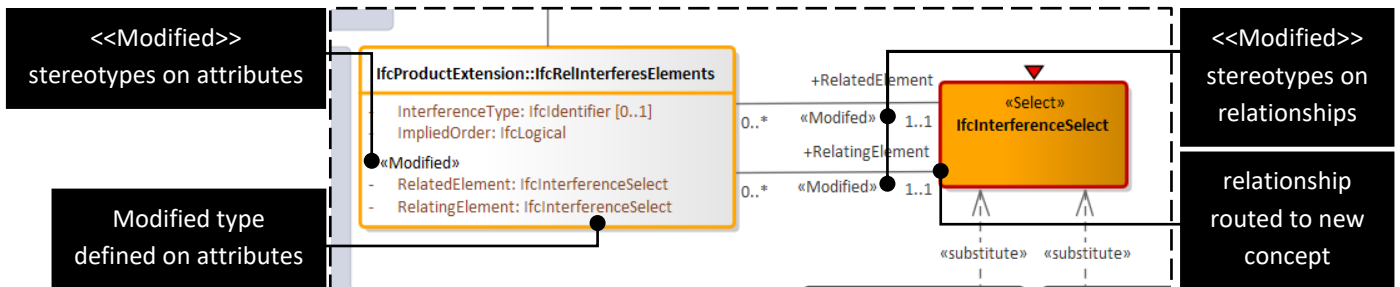 <<Modified>>
stereotypes on attributes
Modified type
defined on attributes
IfcProductExtension::IfcRelInterferesElements
- InterferenceType: IfcIdentifier [0..1]
- ImpliedOrder: IfcLogical
«Modified»
- RelatedElement: IfcInterferenceSelect
- RelatingElement: IfcInterferenceSelect
+RelatedElement
0..* «Modifed» 1..1
+RelatingElement
0..* «Modified» 1..1
«Select»
IfcInterferenceSelect
«substitute» «substitute»
<<Modified>>
stereotypes on
relationships
relationship
routed to new
concept